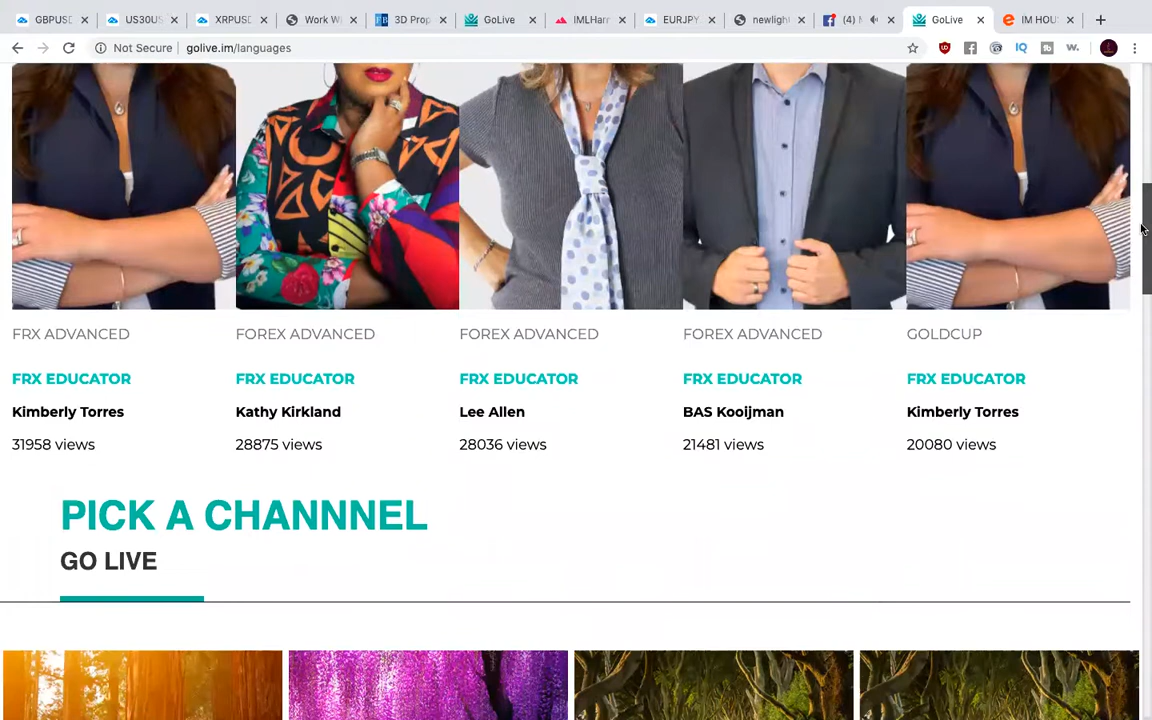 GBPUS
US30US
XRPUSD
Work Wi
3D Prop
GoLive
IMLHarr
EURJPY
newlight
(4) M
GoLive
IM HOUS
Not Secure
golive.im/languages
FRX ADVANCED
FOREX ADVANCED
FOREX ADVANCED
FOREX ADVANCED
GOLDCUP
FRX EDUCATOR
FRX EDUCATOR
FRX EDUCATOR
FRX EDUCATOR
FRX EDUCATOR
Kimberly Torres
Kathy Kirkland
Lee Allen
BAS Kooijman
Kimberly Torres
31958 views
28875 views
28036 views
21481 views
20080 views
PICK A CHANNNEL
GO LIVE